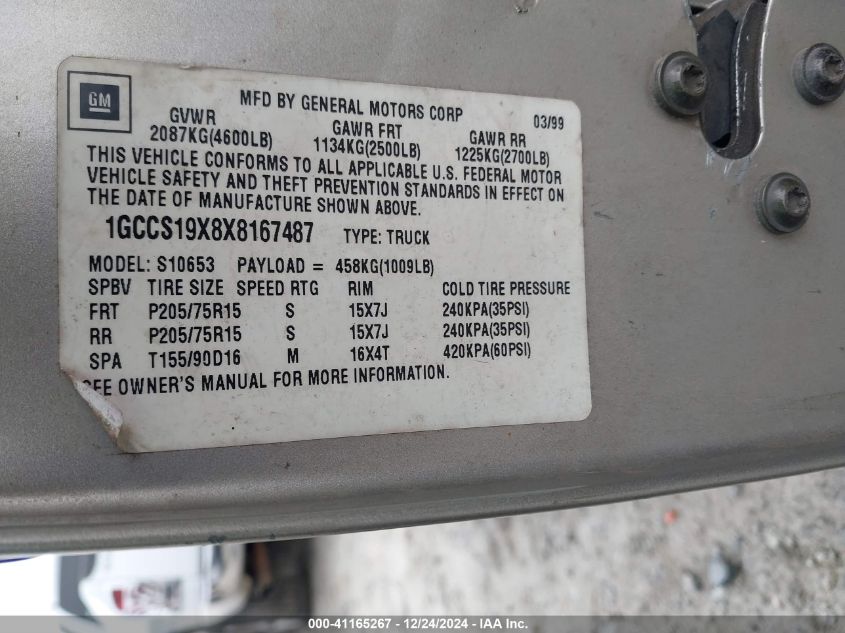 GM
MFD BY GENERAL MOTORS CORP 03/99
GVWR GAWR FRT GAWR RR
2087KG(4600LB) 1134KG(2500LB) 1225KG(2700LB)
THIS VEHICLE CONFORMS TO ALL APPLICABLE U.S. FEDERAL MOTOR
VEHICLE SAFETY AND THEFT PREVENTION STANDARDS IN EFFECT ON
THE DATE OF MANUFACTURE SHOWN ABOVE.
1GCCS19X8X8167487 TYPE: TRUCK
MODEL: S10653 PAYLOAD = 458KG(1009LB)
SPBV TIRE SIZE SPEED RTG RIM COLD TIRE PRESSURE
FRT P205/75R15 S 15X7J 240KPA(35PSI)
RR P205/75R15 S 15X7J 240KPA(35PSI)
SPA T155/90D16 M 16X4T 420KPA(60PSI)
SEE OWNER'S MANUAL FOR MORE INFORMATION.
000-41165267 - 12/24/2024 - IAA Inc.